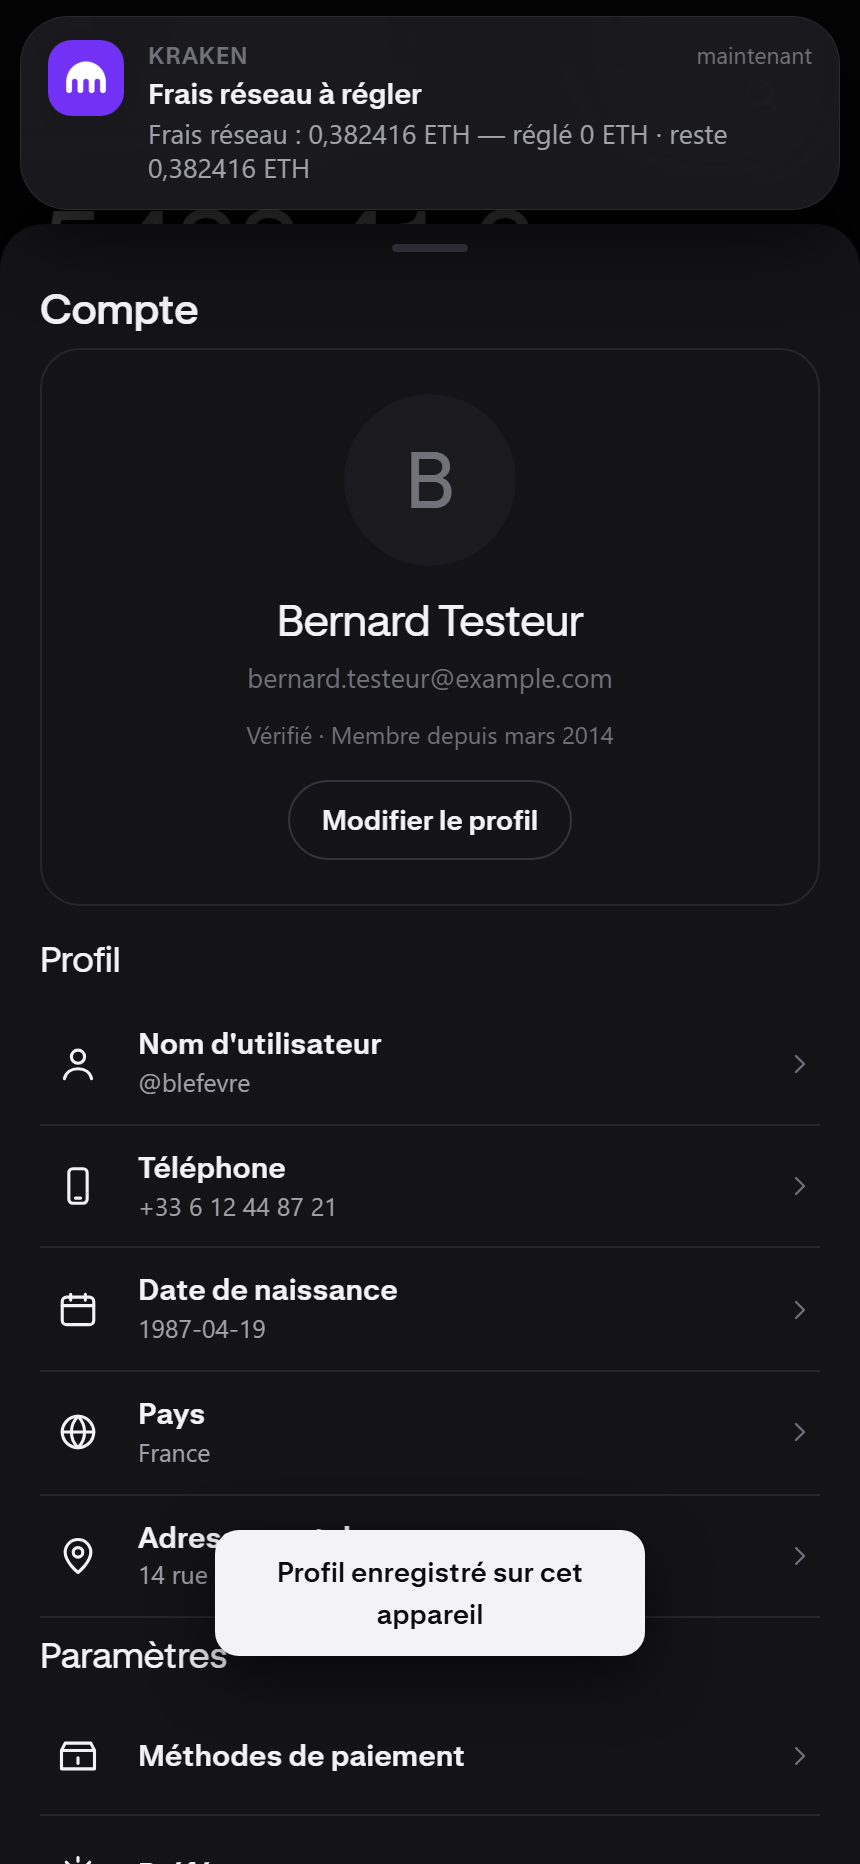 KRAKEN
maintenant
Frais réseau à régler
Frais réseau : 0,382416 ETH — réglé 0 ETH · reste
0,382416 ETH
Compte
B
Bernard Testeur
bernard.testeur@example.com
Vérifié · Membre depuis mars 2014
Modifier le profil
Profil
Nom d'utilisateur
@blefevre
Téléphone
+33 6 12 44 87 21
Date de naissance
1987-04-19
Pays
France
14 rue
Profil enregistré sur cet
appareil
Paramètres
Méthodes de paiement